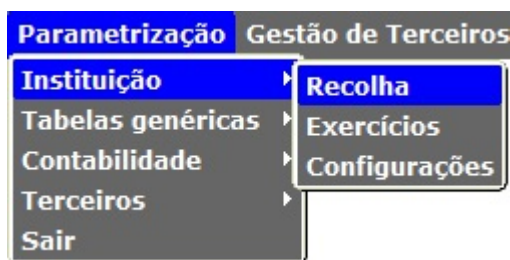 Parametrização Gestão de Terceiros
Instituição
Recolha
Tabelas genéricas
Exercícios
Contabilidade
Configurações
Terceiros
Sair